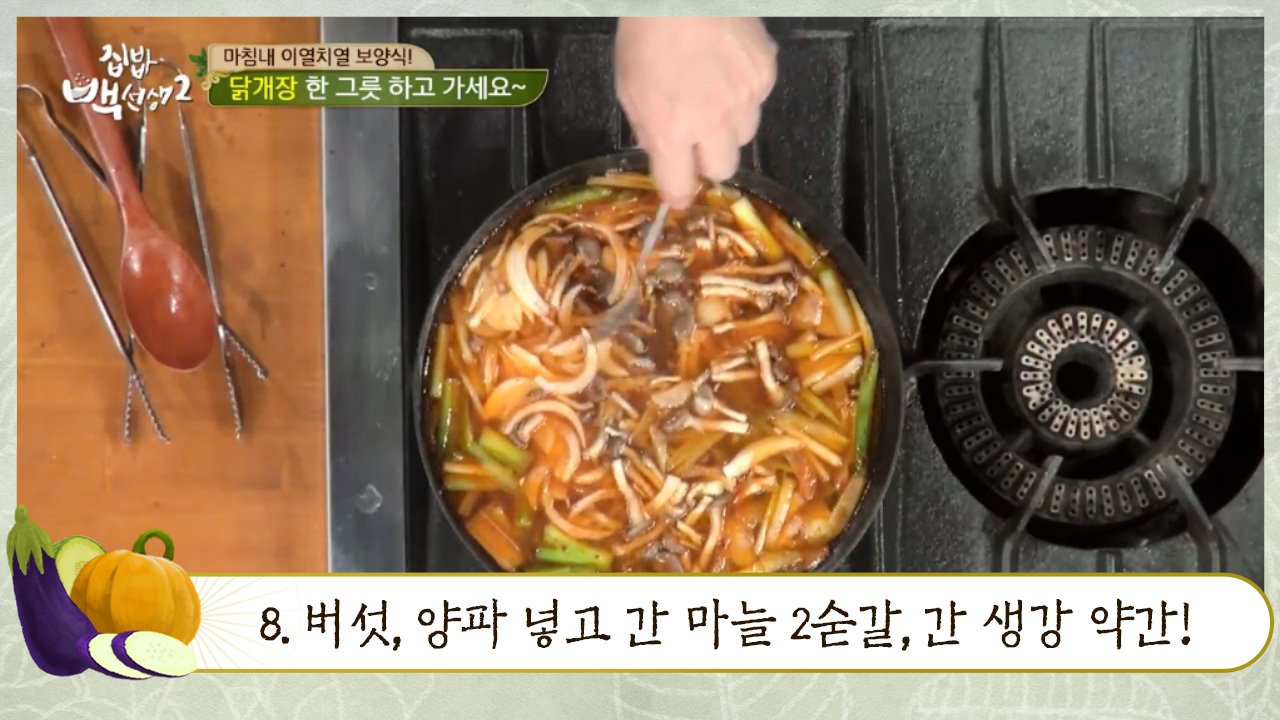 집밥
백선생2
마침내 이열치열 보양식!
닭개장 한 그릇 하고 가세요~
8. 버섯, 양파 넣고 간 마늘 2숟갈, 간 생강 약간!